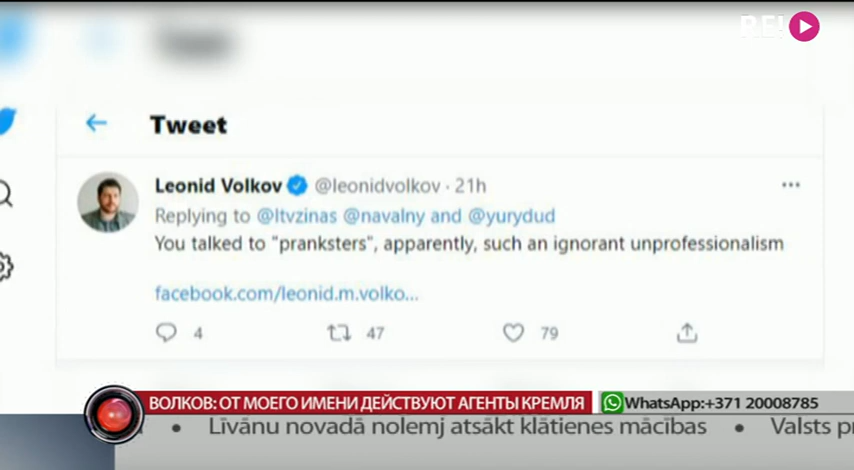 RE!
Tweet
Leonid Volkov @leonidvolkov · 21h
Replying to @ltvzinas @navalny and @yurydud
You talked to "pranksters", apparently, such an ignorant unprofessionalism
facebook.com/leonid.m.volko...
4 47 79
ВОЛКОВ: ОТ МОЕГО ИМЕНИ ДЕЙСТВУЮТ АГЕНТЫ КРЕМЛЯ WhatsApp:+371 20008785
• Līvānu novadā nolemj atsākt klātienes mācības • Valsts